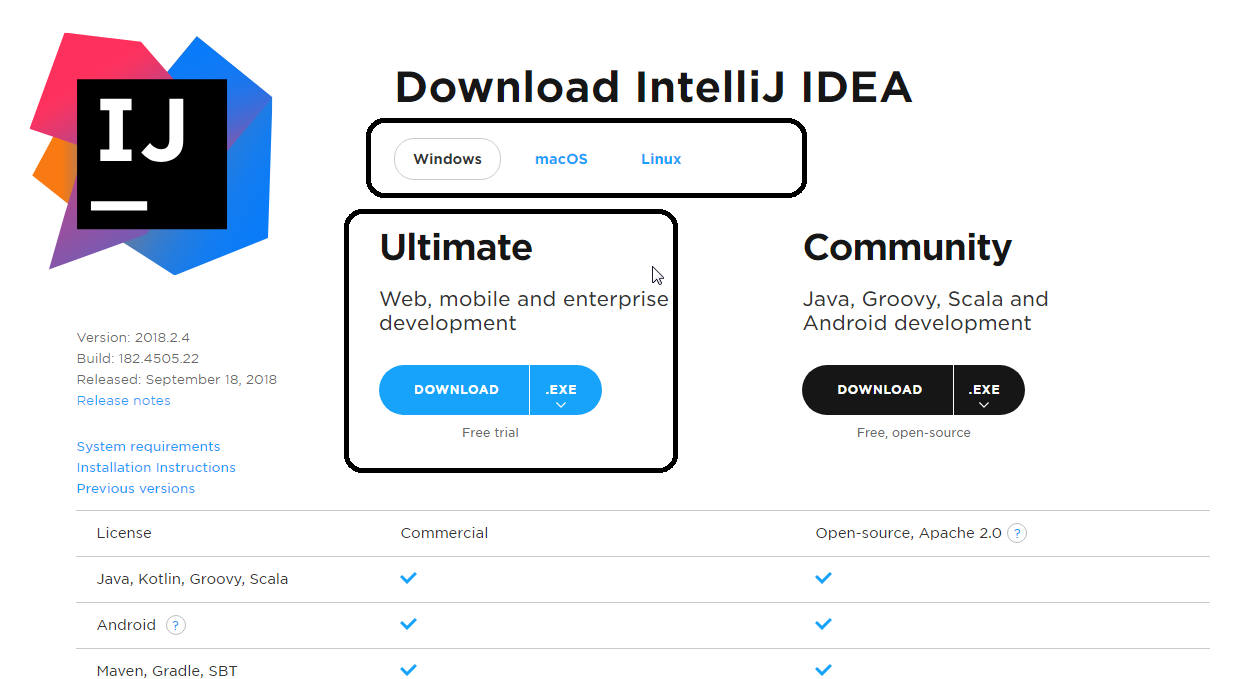 IJ
Download IntelliJ IDEA
Windows macOS Linux
Ultimate
Web, mobile and enterprise
development
DOWNLOAD .EXE
Free trial
Community
Java, Groovy, Scala and
Android development
DOWNLOAD .EXE
Free, open-source
Version: 2018.2.4
Build: 182.4505.22
Released: September 18, 2018
Release notes
System requirements
Installation Instructions
Previous versions
License Commercial Open-source, Apache 2.0 ?
Java, Kotlin, Groovy, Scala
Android ?
Maven, Gradle, SBT